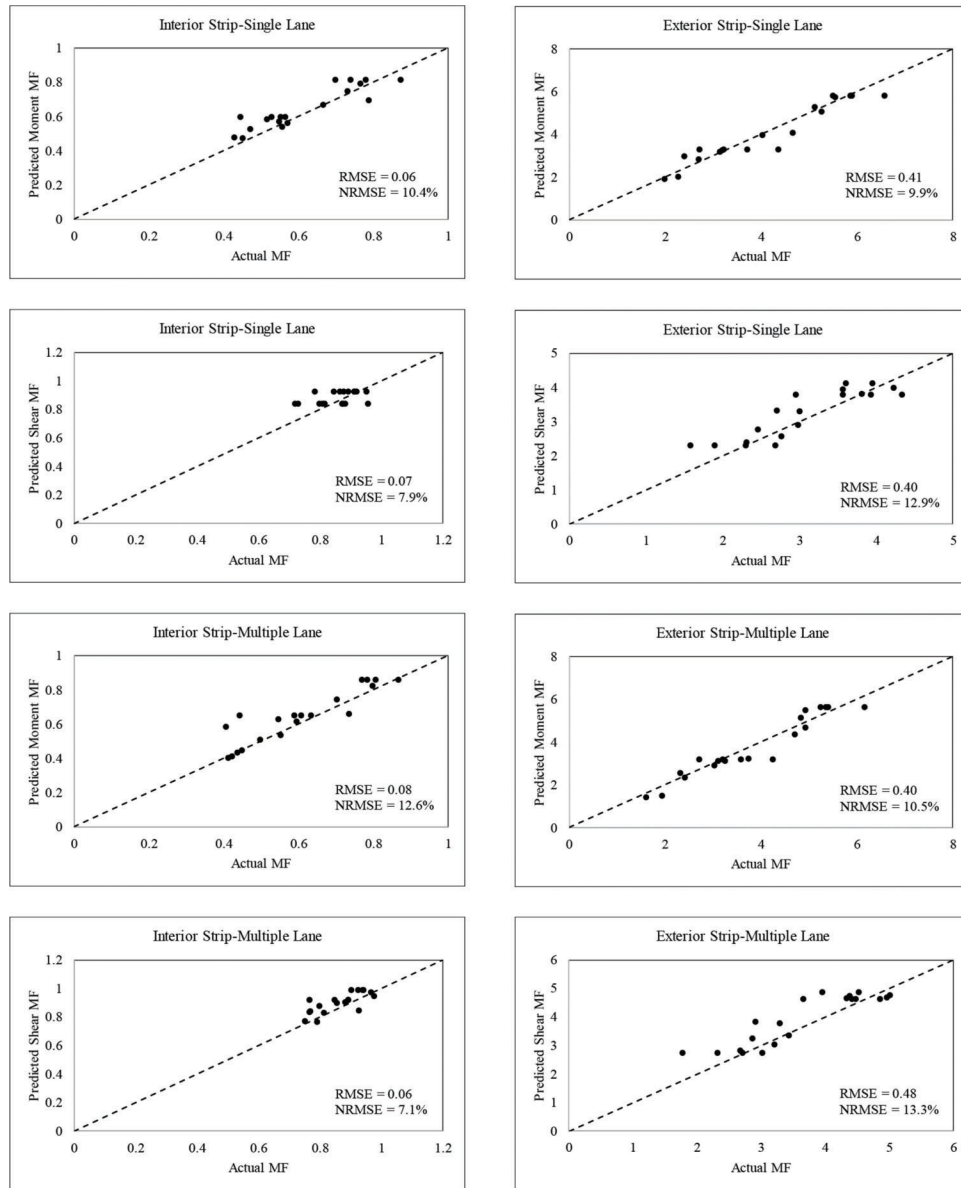 Interior Strip-Single Lane
Predicted Moment MF
1
0.8
0.6
0.4
0.2
0
RMSE = 0.06
NRMSE = 10.4%
0 0.2 0.4 0.6 0.8 1
Actual MF
Exterior Strip-Single Lane
Predicted Moment MF
8
6
4
2
0
RMSE = 0.41
NRMSE = 9.9%
0 2 4 6 8
Actual MF
Interior Strip-Single Lane
Predicted Shear MF
1.2
1
0.8
0.6
0.4
0.2
0
RMSE = 0.07
NRMSE = 7.9%
0 0.2 0.4 0.6 0.8 1 1.2
Actual MF
Exterior Strip-Single Lane
Predicted Shear MF
5
4
3
2
1
0
RMSE = 0.40
NRMSE = 12.9%
0 1 2 3 4 5
Actual MF
Interior Strip-Multiple Lane
Predicted Moment MF
1
0.8
0.6
0.4
0.2
0
RMSE = 0.08
NRMSE = 12.6%
0 0.2 0.4 0.6 0.8 1
Actual MF
Exterior Strip-Multiple Lane
Predicted Moment MF
8
6
4
2
0
RMSE = 0.40
NRMSE = 10.5%
0 2 4 6 8
Actual MF
Interior Strip-Multiple Lane
Predicted Shear MF
1.2
1
0.8
0.6
0.4
0.2
0
RMSE = 0.06
NRMSE = 7.1%
0 0.2 0.4 0.6 0.8 1 1.2
Actual MF
Exterior Strip-Multiple Lane
Predicted Shear MF
6
5
4
3
2
1
0
RMSE = 0.48
NRMSE = 13.3%
0 1 2 3 4 5 6
Actual MF